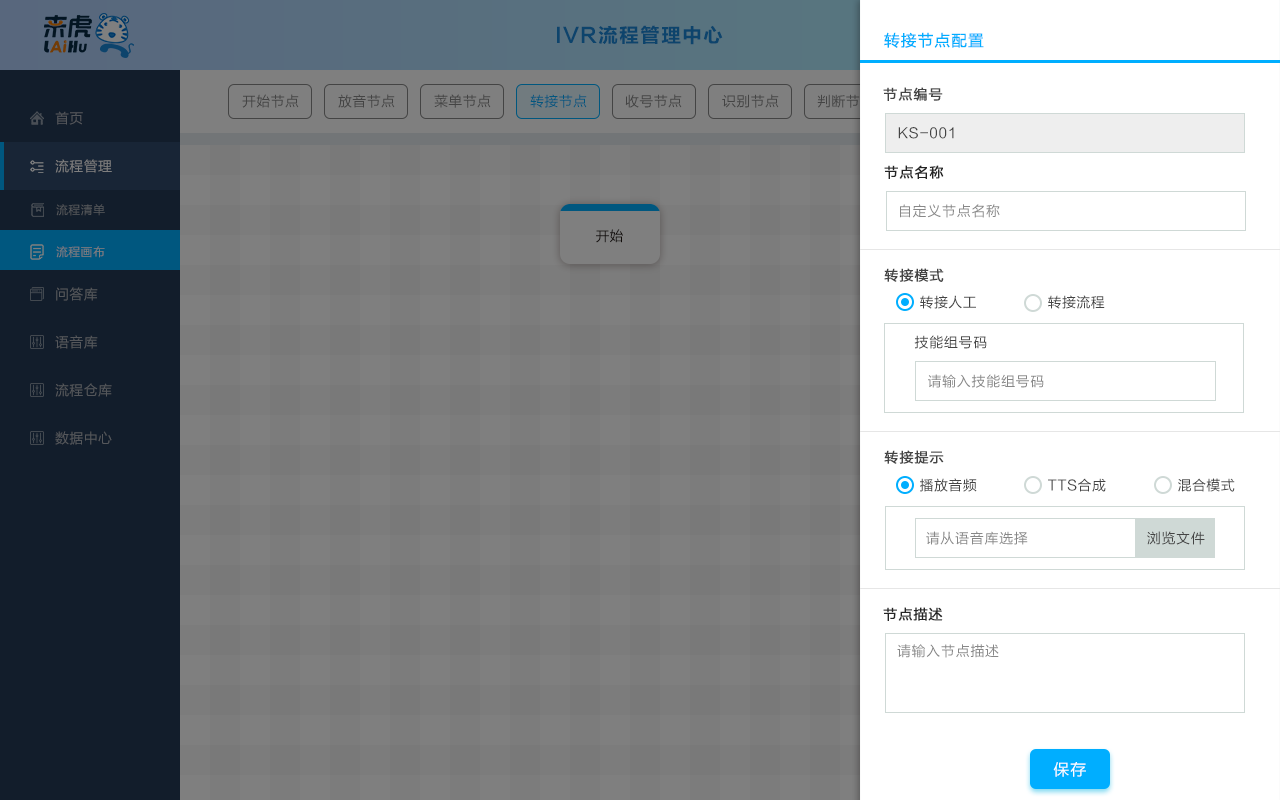 来虎
LAiHu
IVR流程管理中心
首页
流程管理
流程清单
流程画布
问答库
语音库
流程仓库
数据中心
开始节点 放音节点 菜单节点 转接节点 收号节点 识别节点 判断节
开始
转接节点配置
节点编号
KS-001
节点名称
自定义节点名称
转接模式
转接人工 转接流程
技能组号码
请输入技能组号码
转接提示
播放音频 TTS合成 混合模式
请从语音库选择 浏览文件
节点描述
请输入节点描述
保存